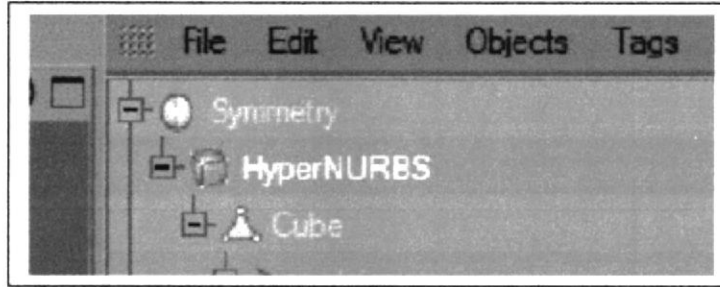 File Edit View Objects Tags
Symmetry
HyperNURBS
Cube